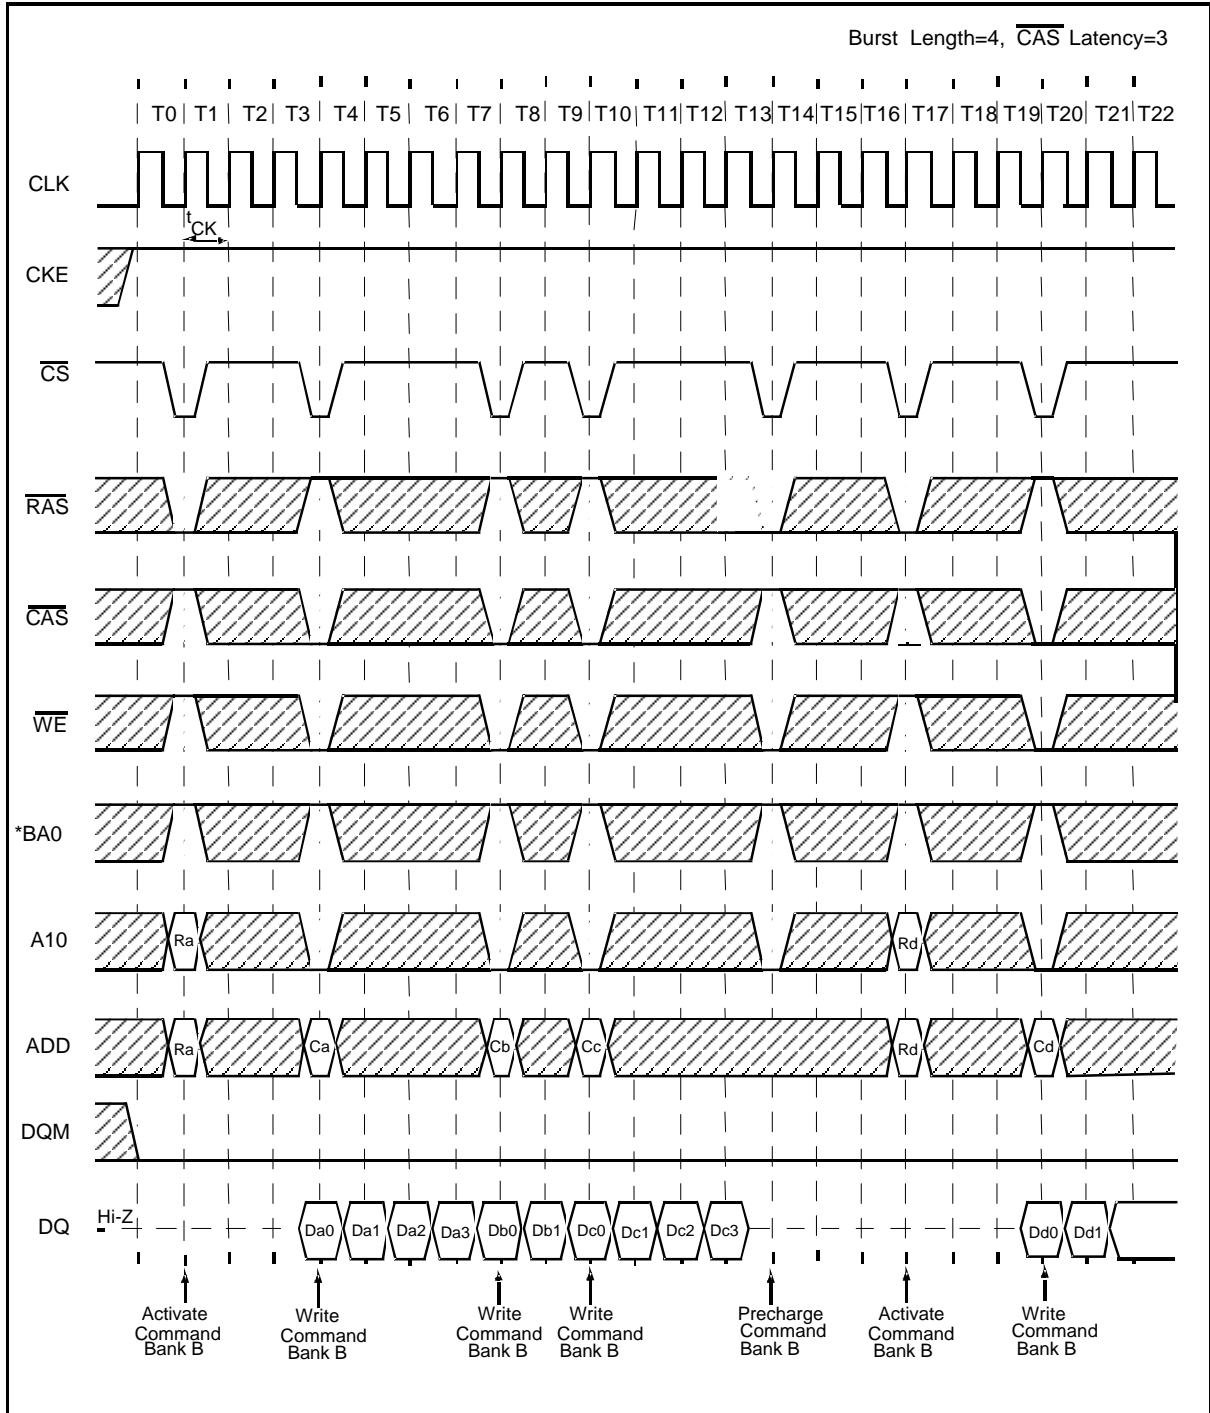 Burst Length=4, CAS Latency=3
T0 T1 T2 T3 T4 T5 T6 T7 T8 T9 T10 T11 T12 T13 T14 T15 T16 T17 T18 T19 T20 T21 T22
CLK
tCK
CKE
CS
RAS
CAS
WE
*BA0
A10 Ra Rd
ADD Ra Ca Cb Cc Rd Cd
DQM
DQ Hi-Z Da0 Da1 Da2 Da3 Db0 Db1 Dc0 Dc1 Dc2 Dc3 Dd0 Dd1
Activate Command Bank B
Write Command Bank B
Write Command Bank B
Write Command Bank B
Precharge Command Bank B
Activate Command Bank B
Write Command Bank B